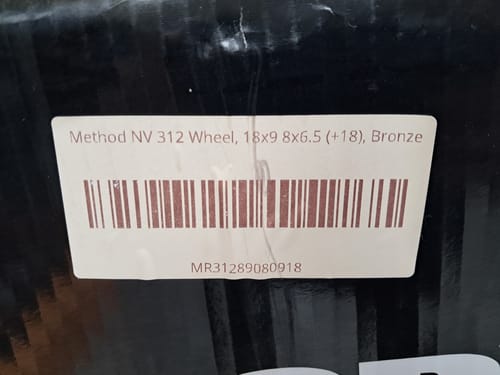 Method NV 312 Wheel, 18x9 8x6.5 (+18), Bronze
MR31289080918